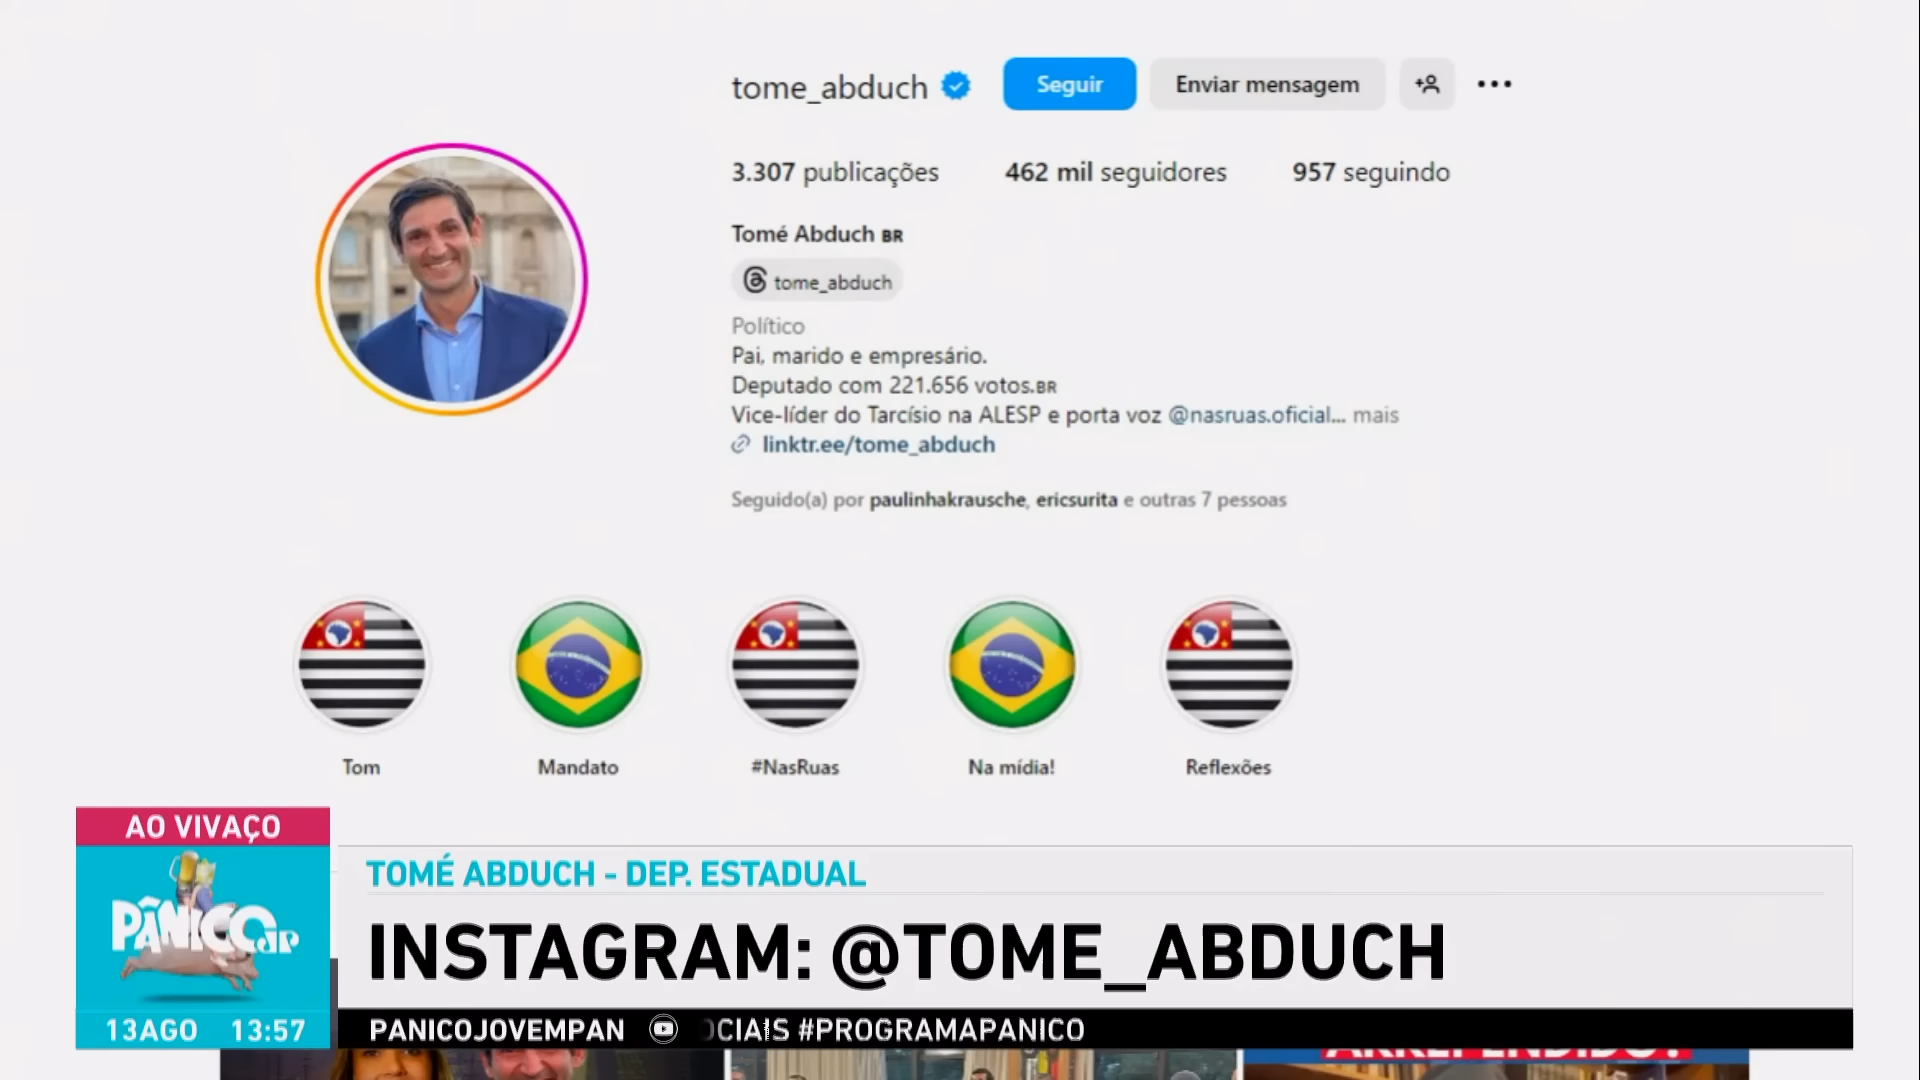 tome_abduch
Seguir
Enviar mensagem
3.307 publicações
462 mil seguidores
957 seguindo
Tomé Abduch BR
tome_abduch
Político
Pai, marido e empresário.
Deputado com 221.656 votos.BR
Vice-líder do Tarcísio na ALESP e porta voz @nasruas.oficial... mais
linktr.ee/tome_abduch
Seguido(a) por paulinhakrausche, ericsurita e outras 7 pessoas
Tom
Mandato
#NasRuas
Na mídia!
Reflexões
AO VIVAÇO
PÂNICO JP
13AGO 13:57
TOMÉ ABDUCH - DEP. ESTADUAL
INSTAGRAM: @TOME_ABDUCH
PANICOJOVEMPAN
OCIAIS #PROGRAMAPANICO
ARREPENDIDO?